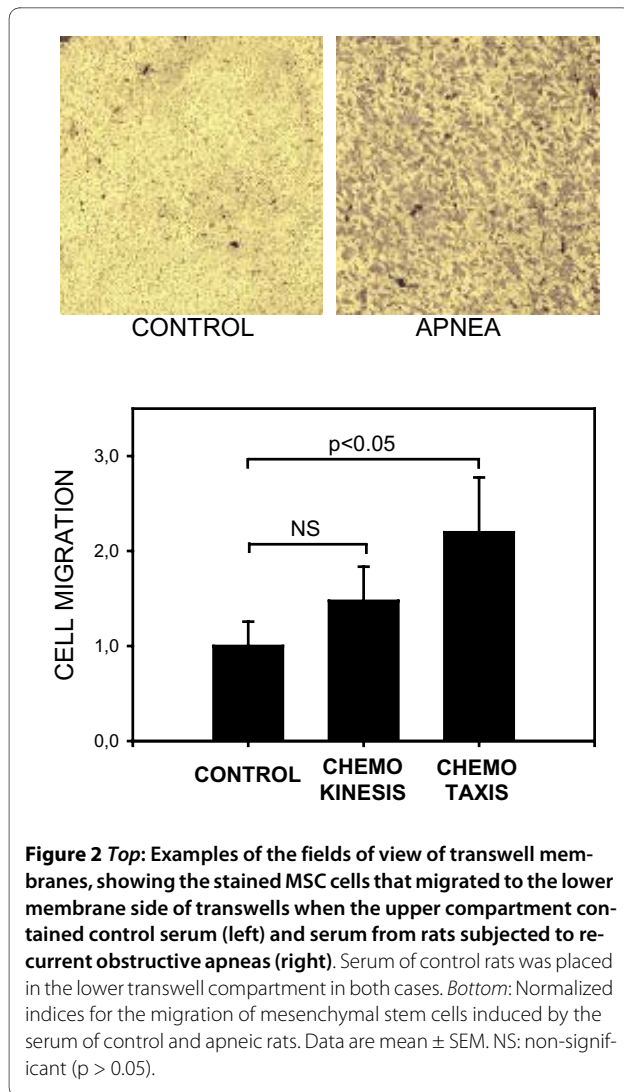 CONTROL
APNEA
CELL MIGRATION
3,0
2,0
1,0
0,0
p<0.05
NS
CONTROL
CHEMO
KINESIS
CHEMO
TAXIS
Figure 2 Top: Examples of the fields of view of transwell mem-
branes, showing the stained MSC cells that migrated to the lower
membrane side of transwells when the upper compartment con-
tained control serum (left) and serum from rats subjected to re-
current obstructive apneas (right). Serum of control rats was placed
in the lower transwell compartment in both cases. Bottom: Normalized
indices for the migration of mesenchymal stem cells induced by the
serum of control and apneic rats. Data are mean ± SEM. NS: non-signif-
icant (p > 0.05).